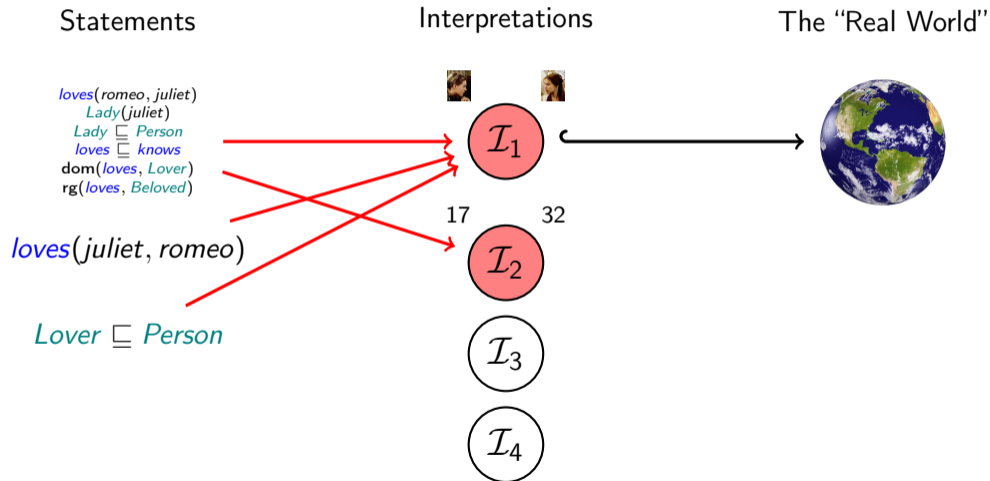 Statements
Interpretations
The “Real World”
loves(romeo, juliet)
Lady(juliet)
Lady ⊑ Person
loves ⊑ knows
dom(loves, Lover)
rg(loves, Beloved)
loves(juliet, romeo)
Lover ⊑ Person
ℐ₁
17
32
ℐ₂
ℐ₃
ℐ₄